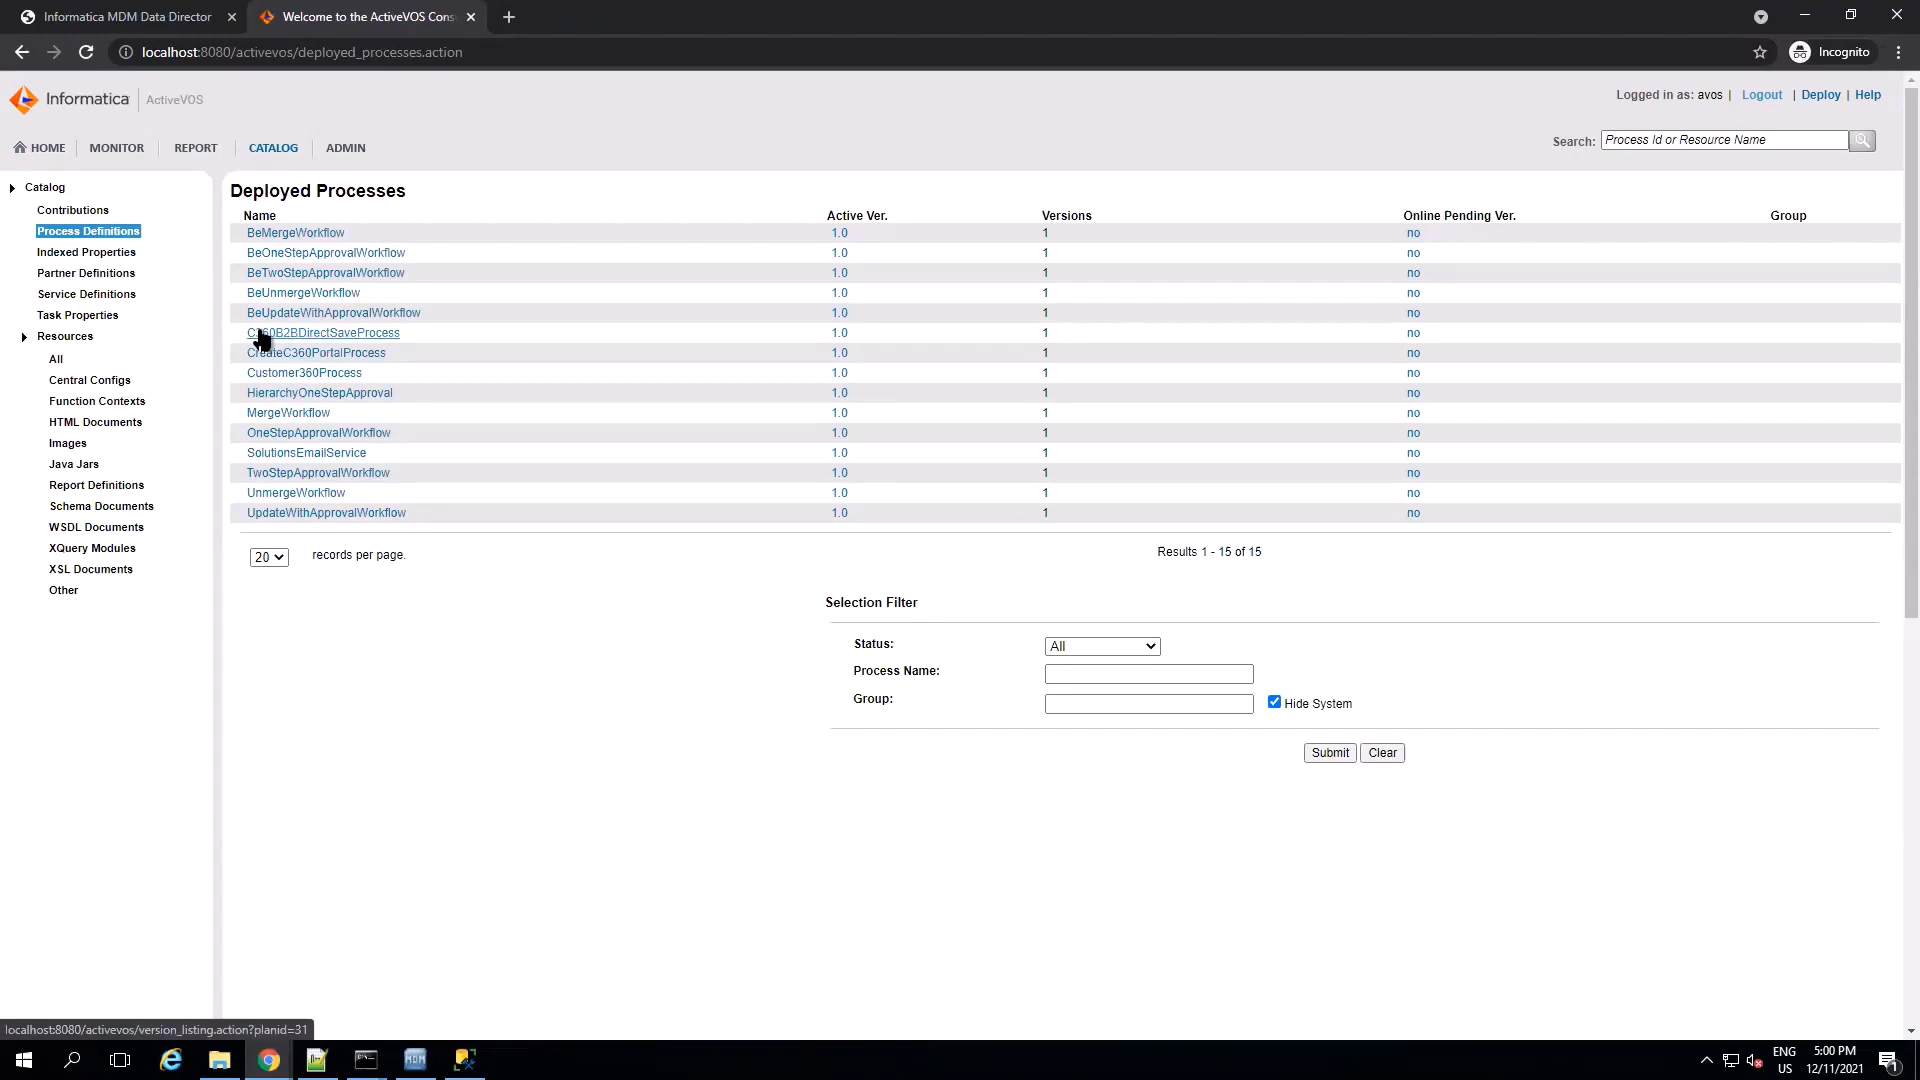 Informatica MDM Data Director
Welcome to the ActiveVOS Cons
localhost:8080/activevos/deployed_processes.action
Incognito
Informatica ActiveVOS
Logged in as: avos | Logout | Deploy | Help
HOME MONITOR REPORT CATALOG ADMIN
Search: Process Id or Resource Name
Catalog
Contributions
Process Definitions
Indexed Properties
Partner Definitions
Service Definitions
Task Properties
Resources
All
Central Configs
Function Contexts
HTML Documents
Images
Java Jars
Report Definitions
Schema Documents
WSDL Documents
XQuery Modules
XSL Documents
Other
Deployed Processes
Name Active Ver. Versions Online Pending Ver. Group
BeMergeWorkflow 1.0 1 no
BeOneStepApprovalWorkflow 1.0 1 no
BeTwoStepApprovalWorkflow 1.0 1 no
BeUnmergeWorkflow 1.0 1 no
BeUpdateWithApprovalWorkflow 1.0 1 no
C360B2BDirectSaveProcess 1.0 1 no
CreateC360PortalProcess 1.0 1 no
Customer360Process 1.0 1 no
HierarchyOneStepApproval 1.0 1 no
MergeWorkflow 1.0 1 no
OneStepApprovalWorkflow 1.0 1 no
SolutionsEmailService 1.0 1 no
TwoStepApprovalWorkflow 1.0 1 no
UnmergeWorkflow 1.0 1 no
UpdateWithApprovalWorkflow 1.0 1 no
20 records per page. Results 1 - 15 of 15
Selection Filter
Status: All
Process Name:
Group: Hide System
Submit Clear
localhost:8080/activevos/version_listing.action?planid=31
MDM
ENG
US
5:00 PM
12/11/2021
1